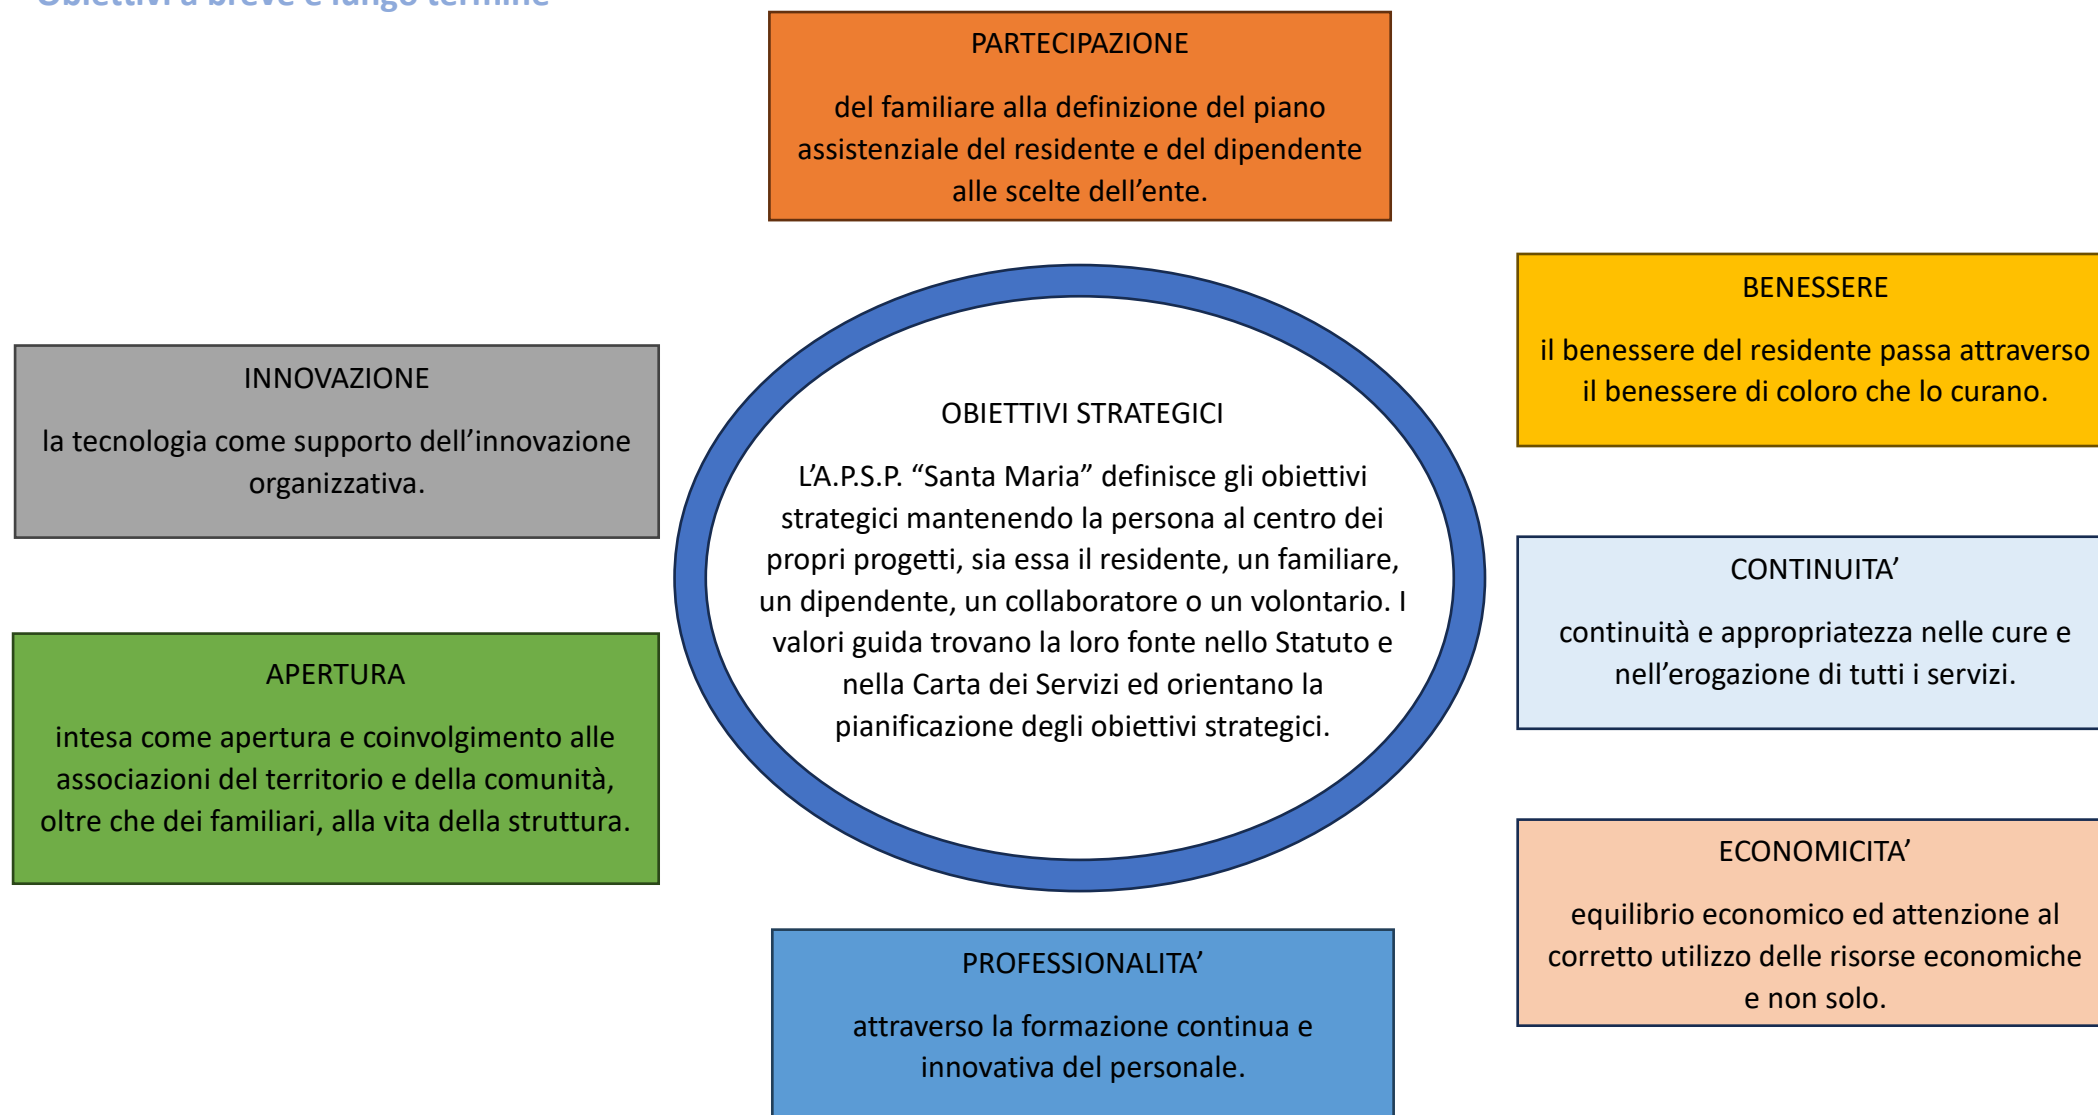 Obiettivi a breve e lungo termine
PARTECIPAZIONE
del familiare alla definizione del piano
assistenziale del residente e del dipendente
alle scelte dell’ente.
BENESSERE
il benessere del residente passa attraverso
il benessere di coloro che lo curano.
INNOVAZIONE
la tecnologia come supporto dell’innovazione
organizzativa.
OBIETTIVI STRATEGICI
L’A.P.S.P. “Santa Maria” definisce gli obiettivi
strategici mantenendo la persona al centro dei
propri progetti, sia essa il residente, un familiare,
un dipendente, un collaboratore o un volontario. I
valori guida trovano la loro fonte nello Statuto e
nella Carta dei Servizi ed orientano la
pianificazione degli obiettivi strategici.
CONTINUITA’
continuità e appropriatezza nelle cure e
nell’erogazione di tutti i servizi.
APERTURA
intesa come apertura e coinvolgimento alle
associazioni del territorio e della comunità,
oltre che dei familiari, alla vita della struttura.
ECONOMICITA’
equilibrio economico ed attenzione al
corretto utilizzo delle risorse economiche
e non solo.
PROFESSIONALITA’
attraverso la formazione continua e
innovativa del personale.